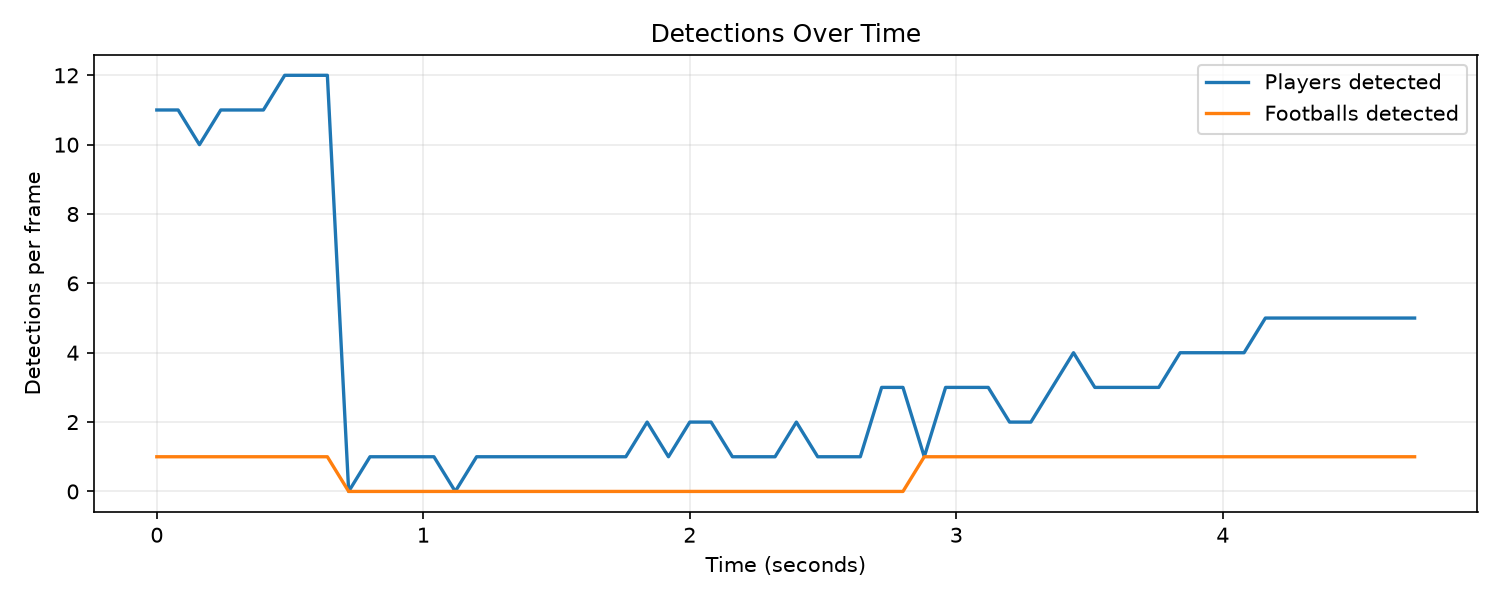 Detections Over Time
Players detected
Footballs detected
Detections per frame
12
10
8
6
4
2
0
0 1 2 3 4
Time (seconds)